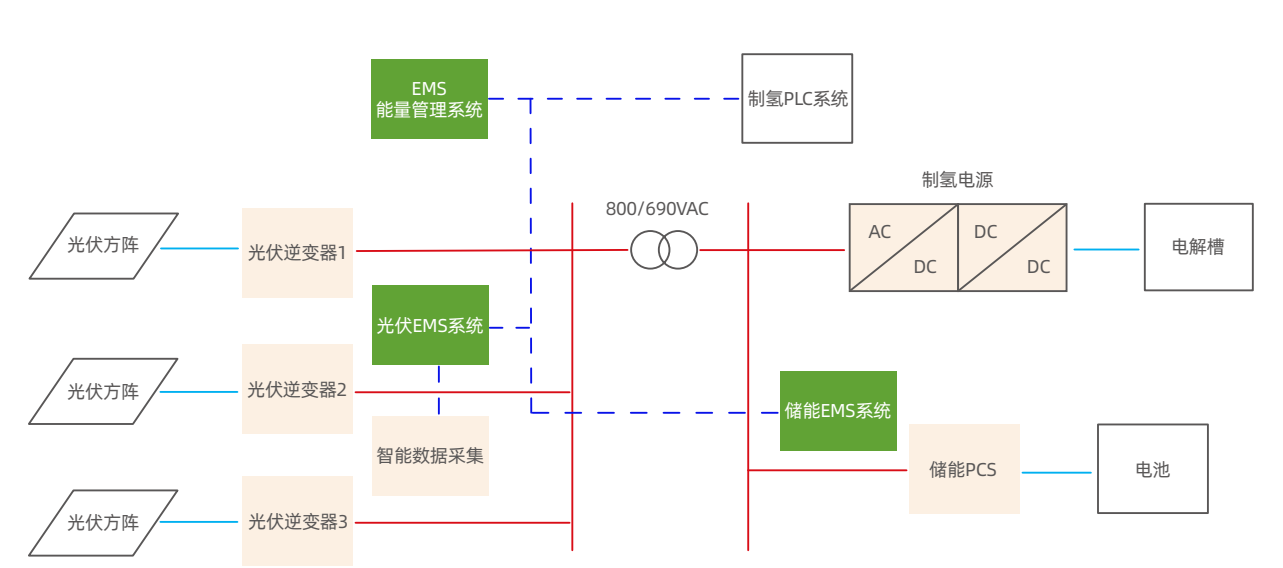 EMS
能量管理系统
制氢PLC系统
制氢电源
800/690VAC
光伏方阵
光伏逆变器1
AC
DC
DC
DC
电解槽
光伏EMS系统
光伏方阵
光伏逆变器2
储能EMS系统
智能数据采集
储能PCS
电池
光伏方阵
光伏逆变器3